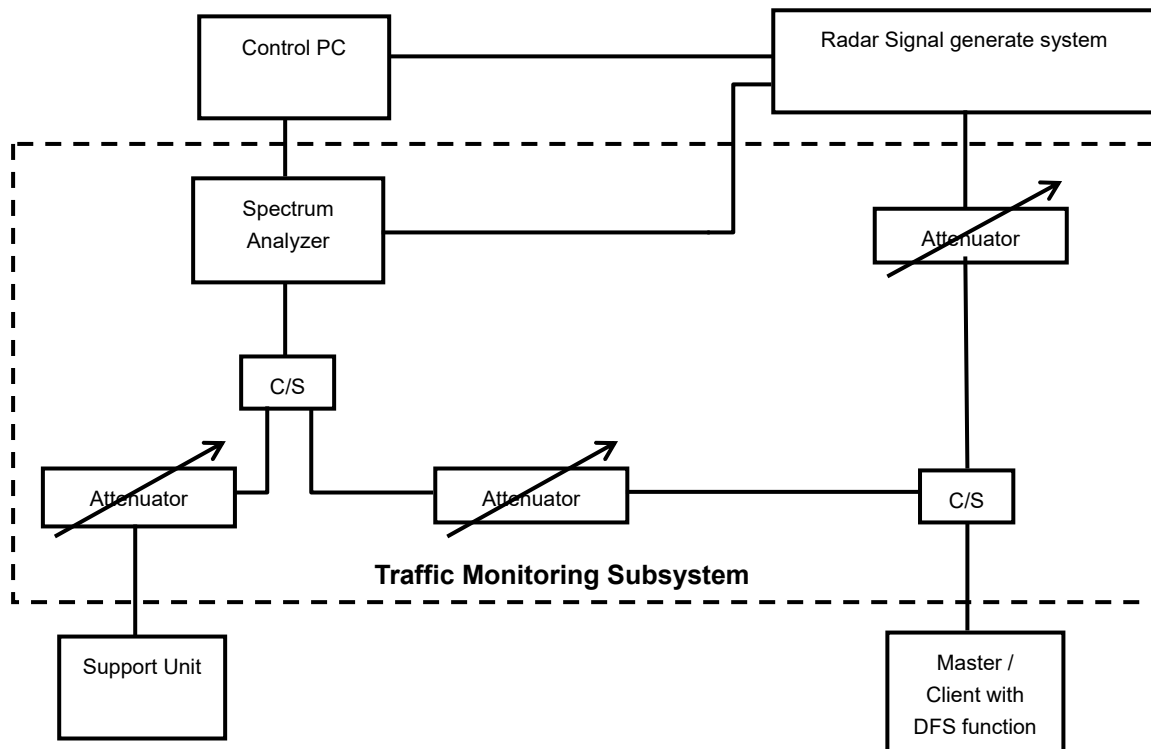 Control PC
Radar Signal generate system
Spectrum
Analyzer
Attenuator
C/S
Attenuator
Attenuator
C/S
Traffic Monitoring Subsystem
Support Unit
Master /
Client with
DFS function